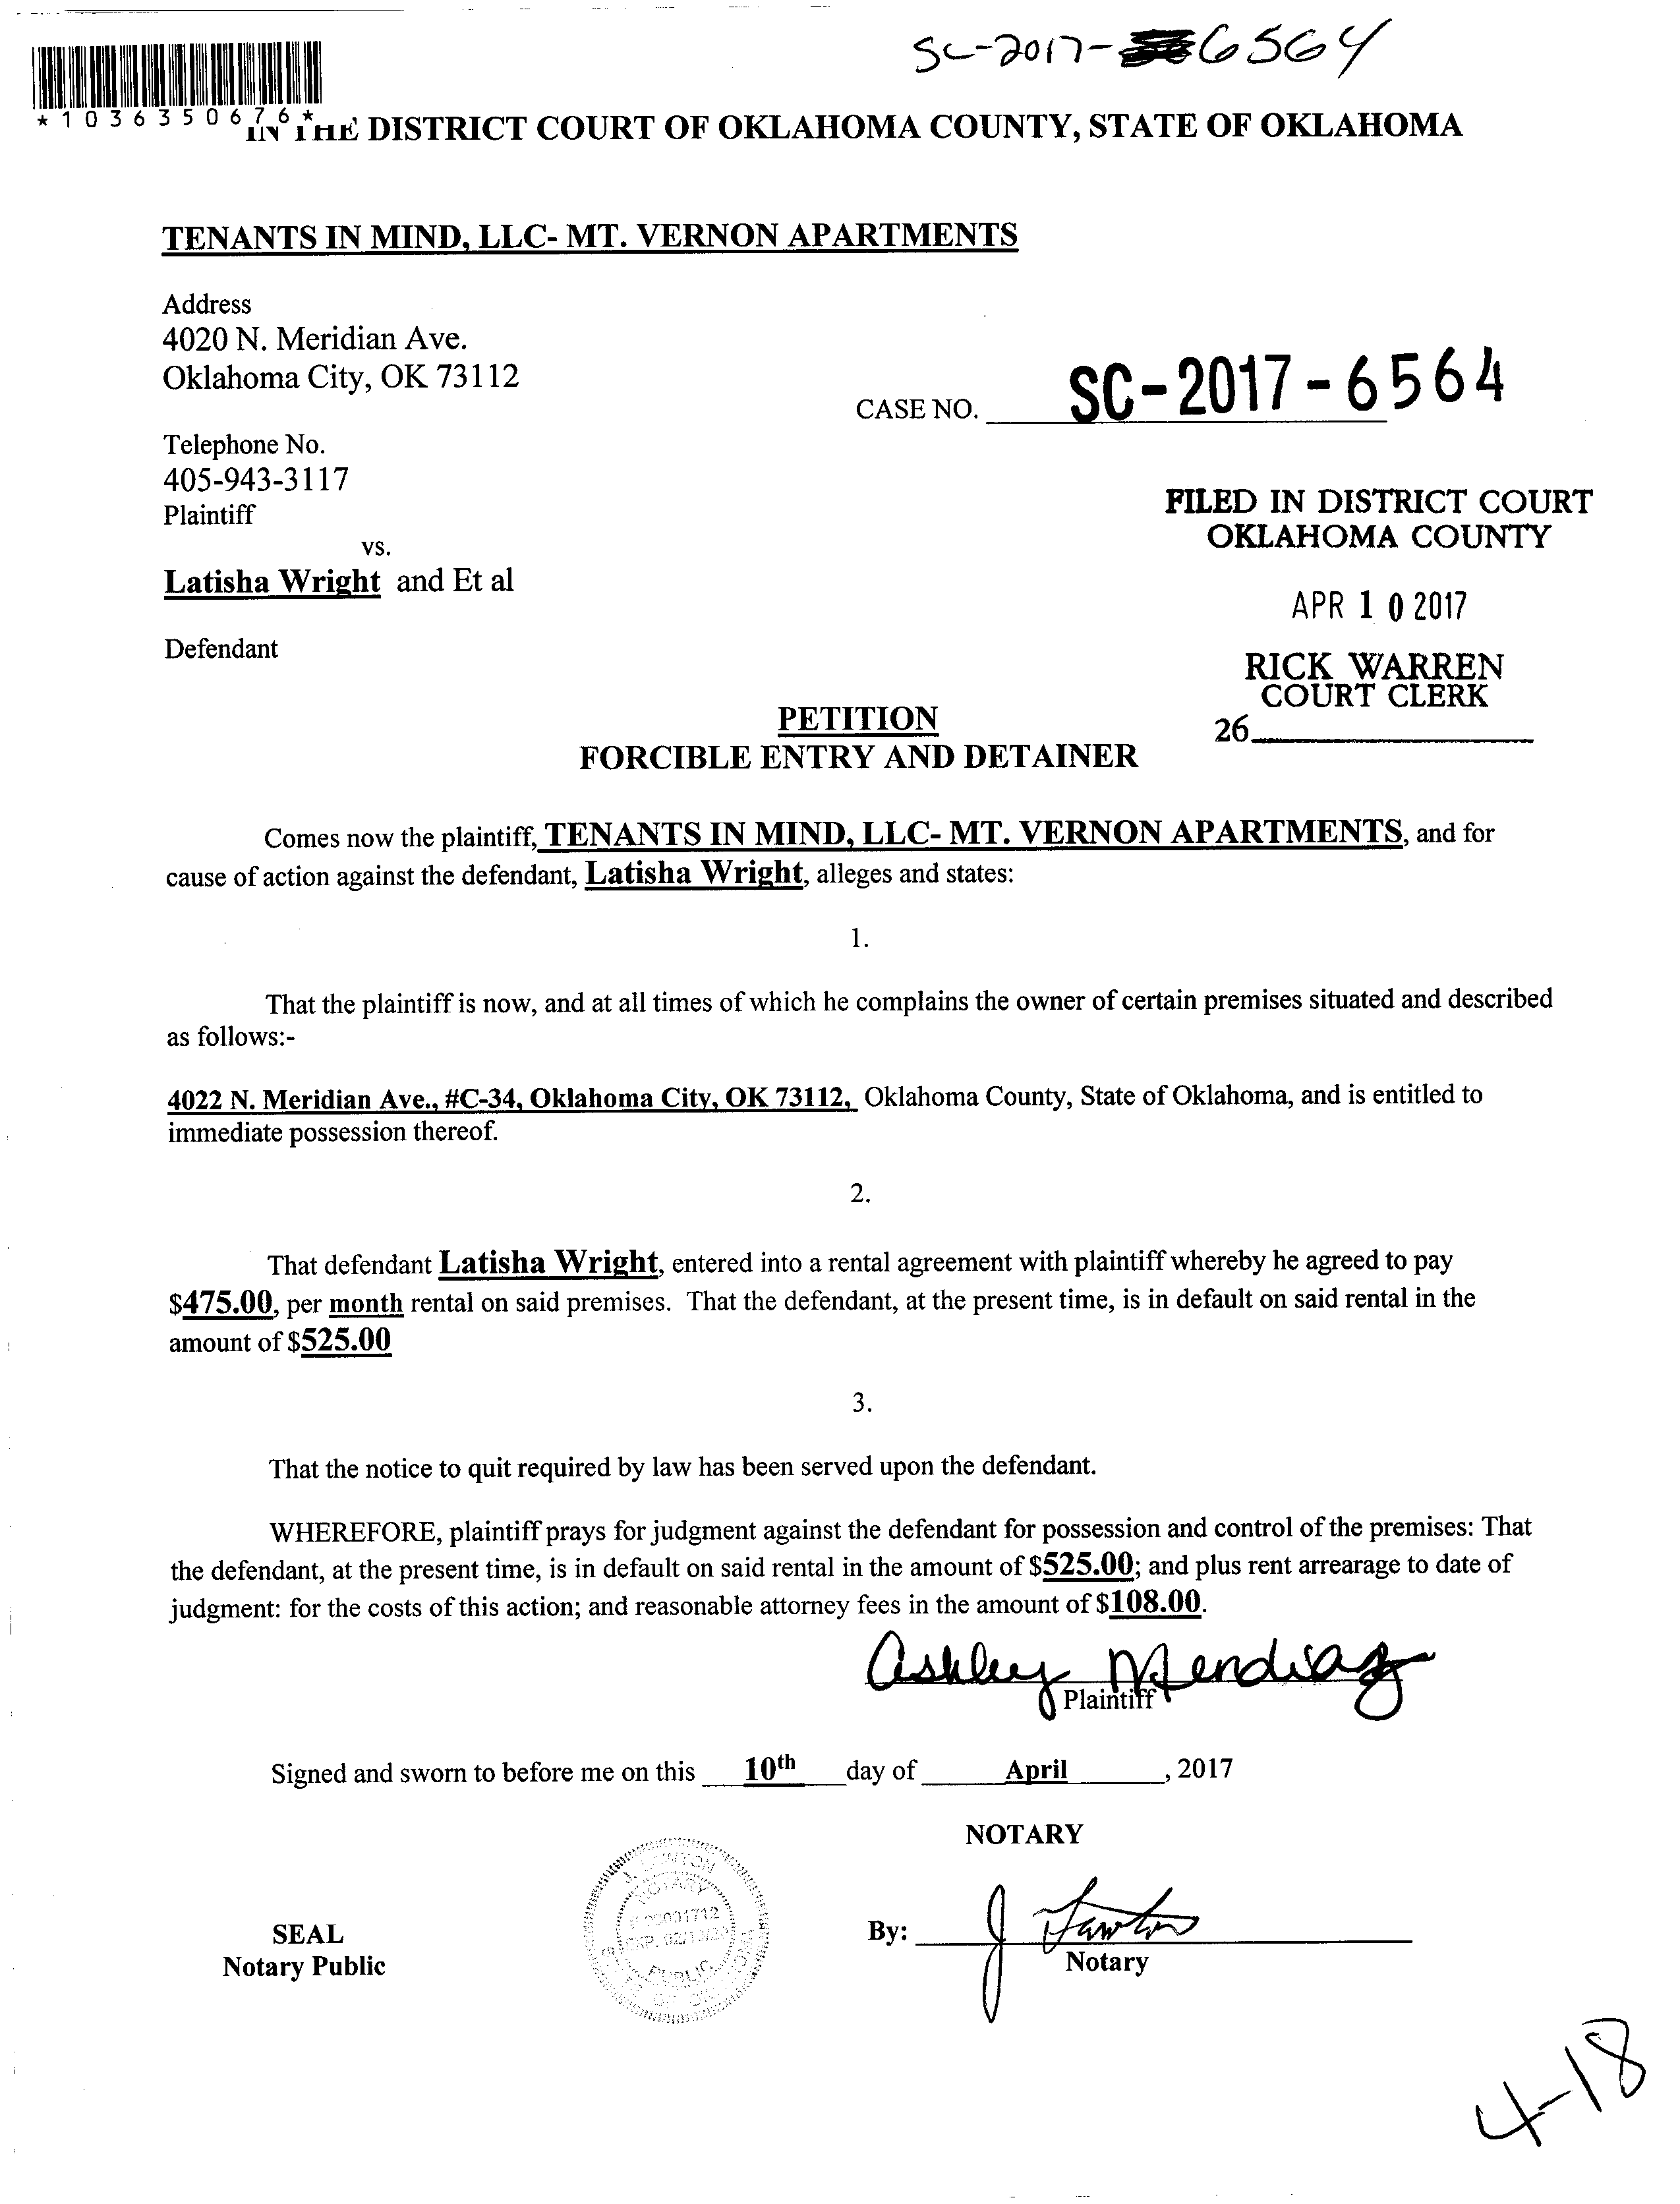 SC-2017- 6564
*1036350676*
IN THE DISTRICT COURT OF OKLAHOMA COUNTY, STATE OF OKLAHOMA
TENANTS IN MIND, LLC- MT. VERNON APARTMENTS
Address
4020 N. Meridian Ave.
Oklahoma City, OK 73112
CASE NO. SC-2017-6564
Telephone No.
405-943-3117
Plaintiff
vs.
Latisha Wright and Et al
Defendant
FILED IN DISTRICT COURT
OKLAHOMA COUNTY
APR 10 2017
RICK WARREN
COURT CLERK
26
PETITION
FORCIBLE ENTRY AND DETAINER
Comes now the plaintiff, TENANTS IN MIND, LLC- MT. VERNON APARTMENTS, and for
cause of action against the defendant, Latisha Wright, alleges and states:
1.
That the plaintiff is now, and at all times of which he complains the owner of certain premises situated and described
as follows:-
4022 N. Meridian Ave., #C-34, Oklahoma City, OK 73112, Oklahoma County, State of Oklahoma, and is entitled to
immediate possession thereof.
2.
That defendant Latisha Wright, entered into a rental agreement with plaintiff whereby he agreed to pay
$475.00, per month rental on said premises. That the defendant, at the present time, is in default on said rental in the
amount of $525.00
3.
That the notice to quit required by law has been served upon the defendant.
WHEREFORE, plaintiff prays for judgment against the defendant for possession and control of the premises: That
the defendant, at the present time, is in default on said rental in the amount of $525.00; and plus rent arrearage to date of
judgment: for the costs of this action; and reasonable attorney fees in the amount of $108.00.
Ashley Mendiaz
Plaintiff
Signed and sworn to before me on this 10th day of April, 2017
NOTARY
J. LAWTON
NOTARY
PUBLIC
STATE OF OKLAHOMA
SEAL
Notary Public
By: J Lawton
Notary
4-18